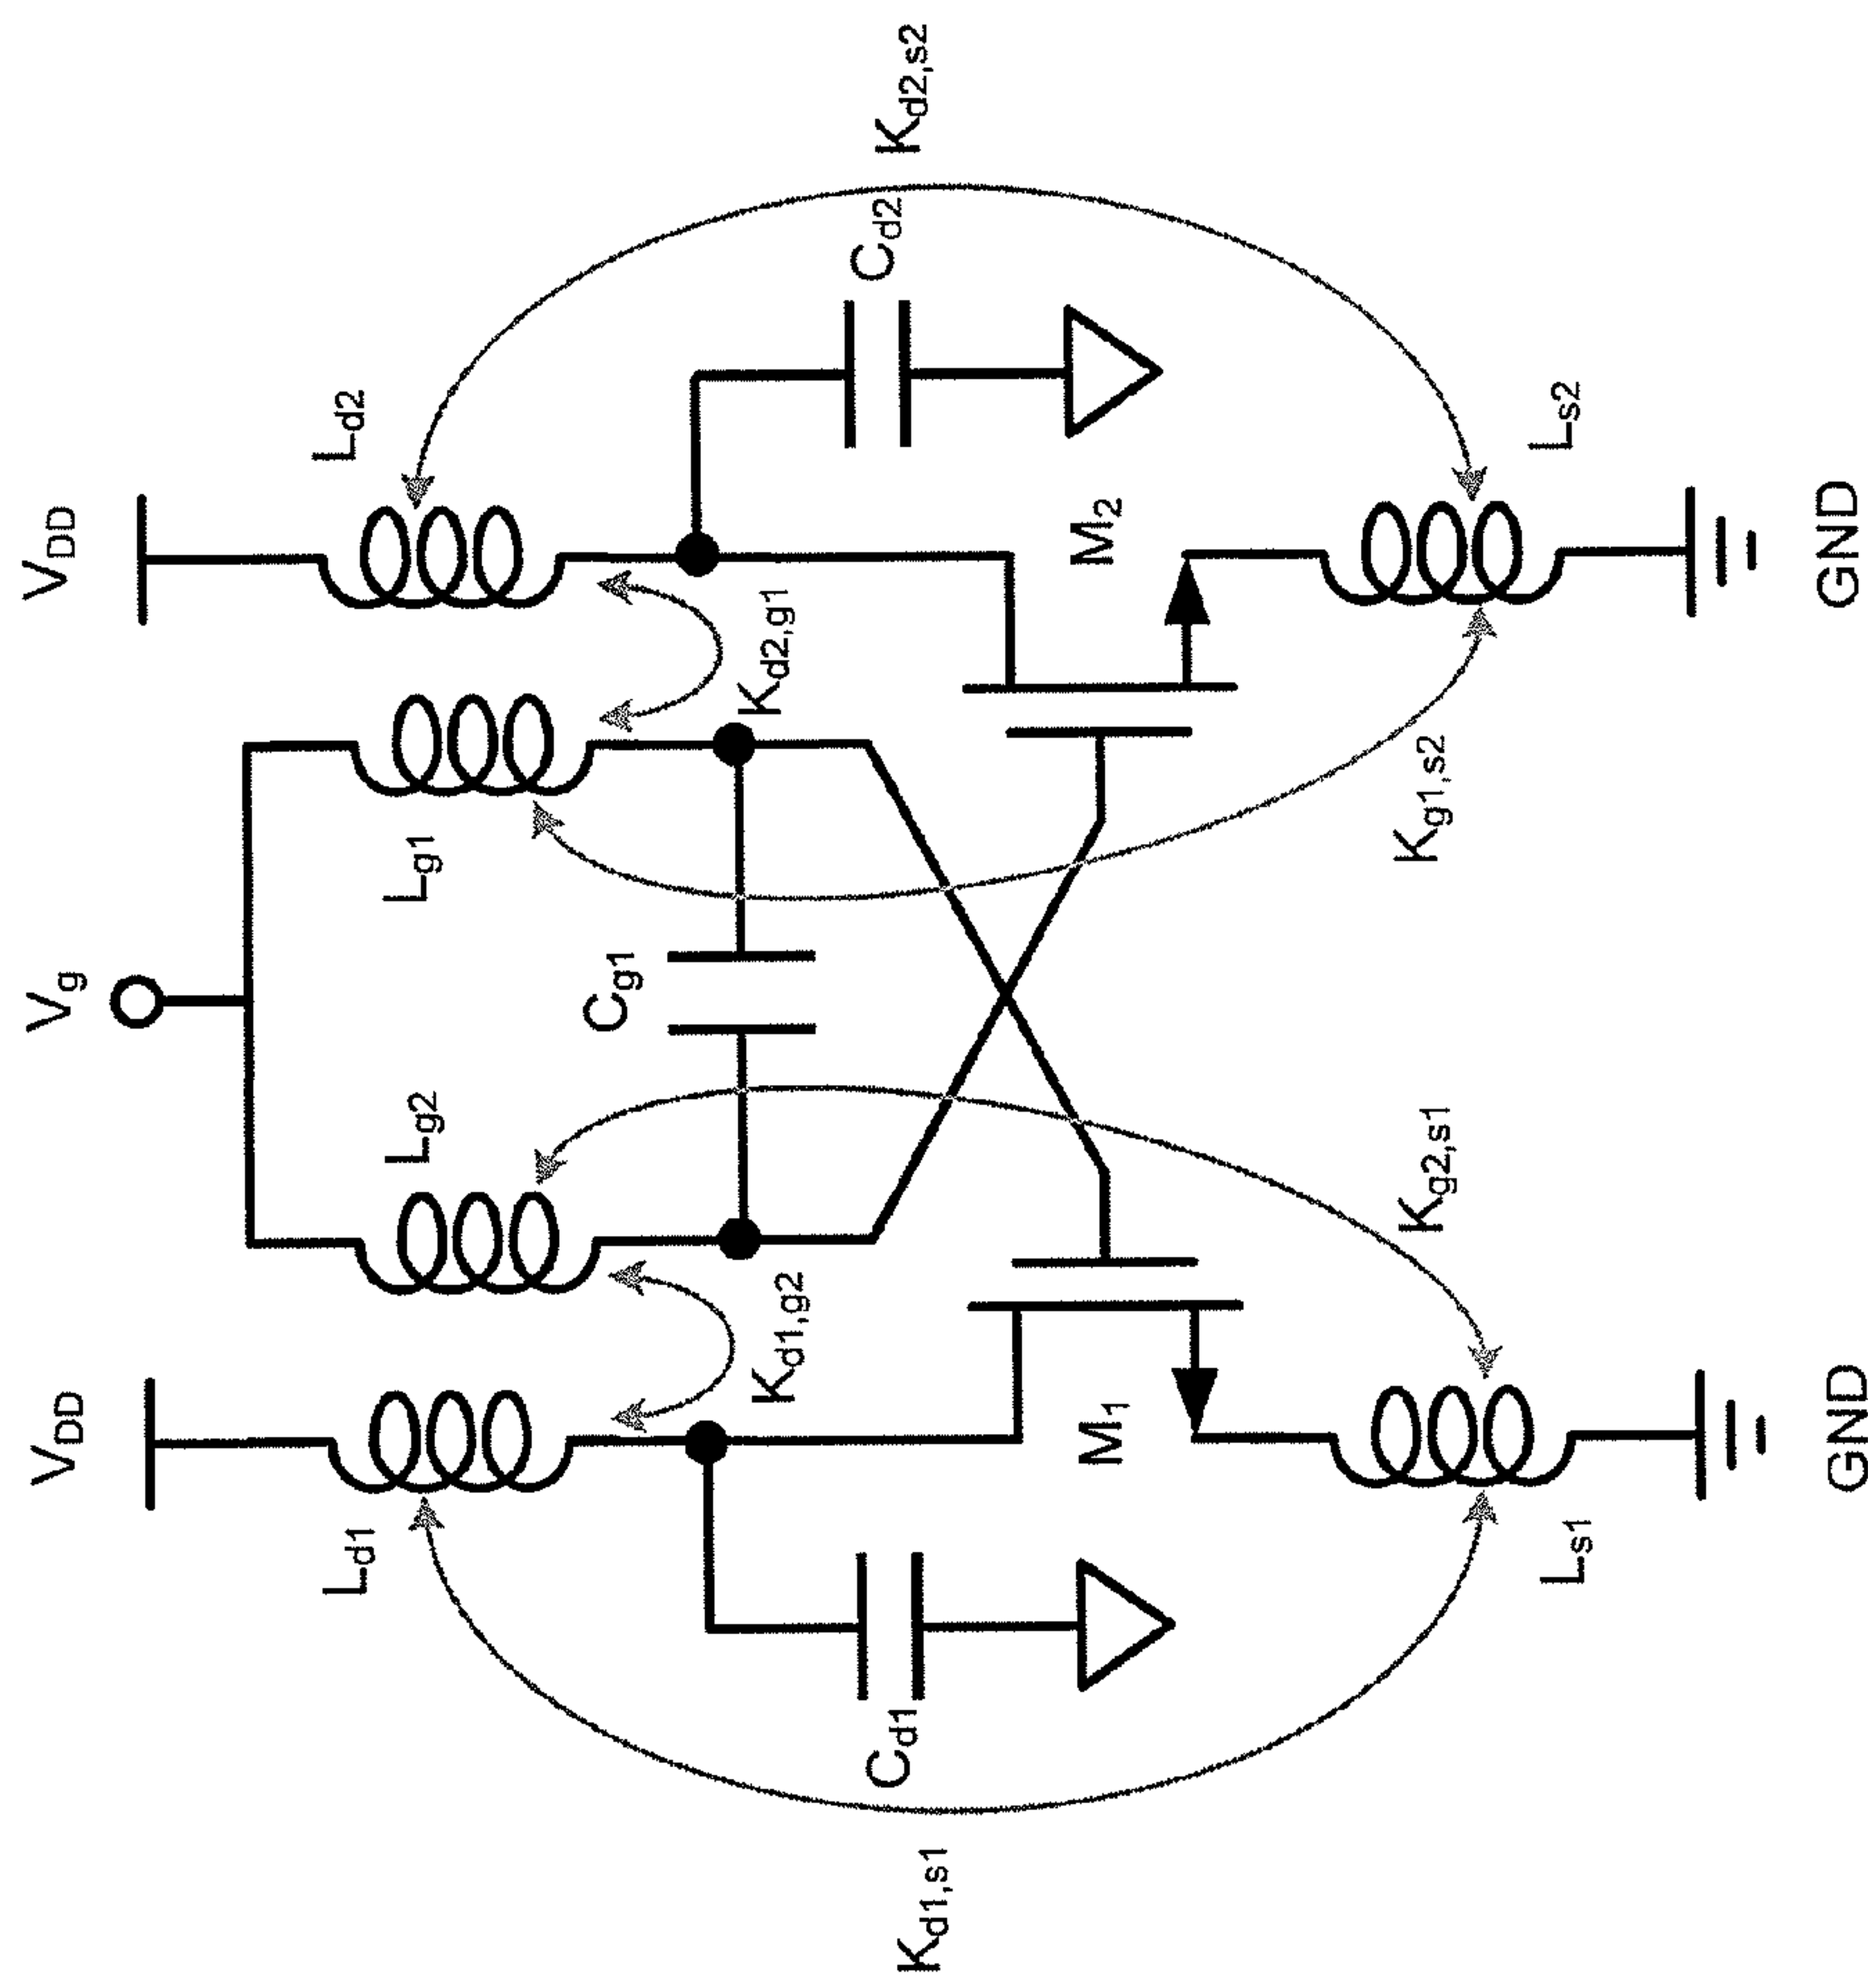 V_DD
V_g
V_DD
L_d1
L_g2
L_g1
L_d2
C_g1
K_d1,g2
K_d2,g1
C_d1
C_d2
K_d1,s1
K_d2,s2
M_1
M_2
K_g2,s1
K_g1,s2
L_s1
L_s2
GND
GND